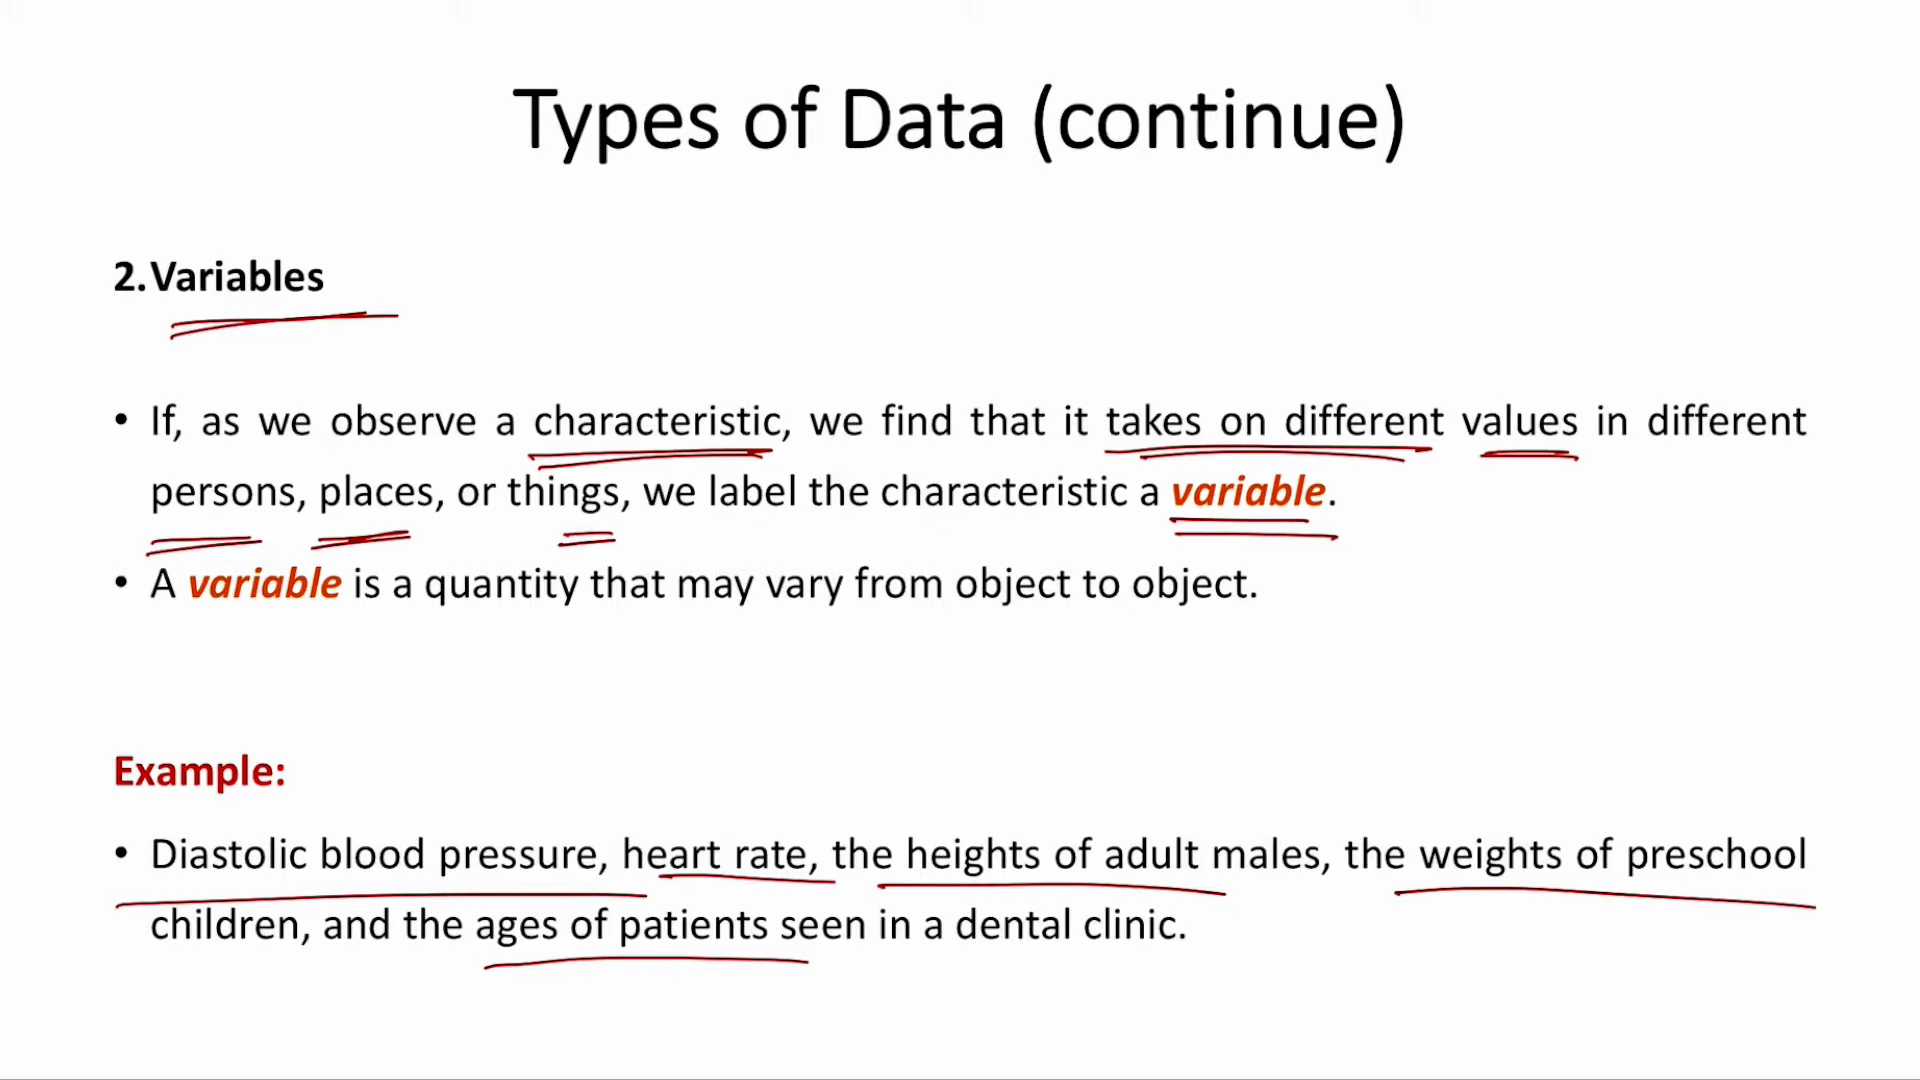 Types of Data (continue)
2.Variables
• If, as we observe a characteristic, we find that it takes on different values in different
persons, places, or things, we label the characteristic a variable.
• A variable is a quantity that may vary from object to object.
Example:
• Diastolic blood pressure, heart rate, the heights of adult males, the weights of preschool
children, and the ages of patients seen in a dental clinic.